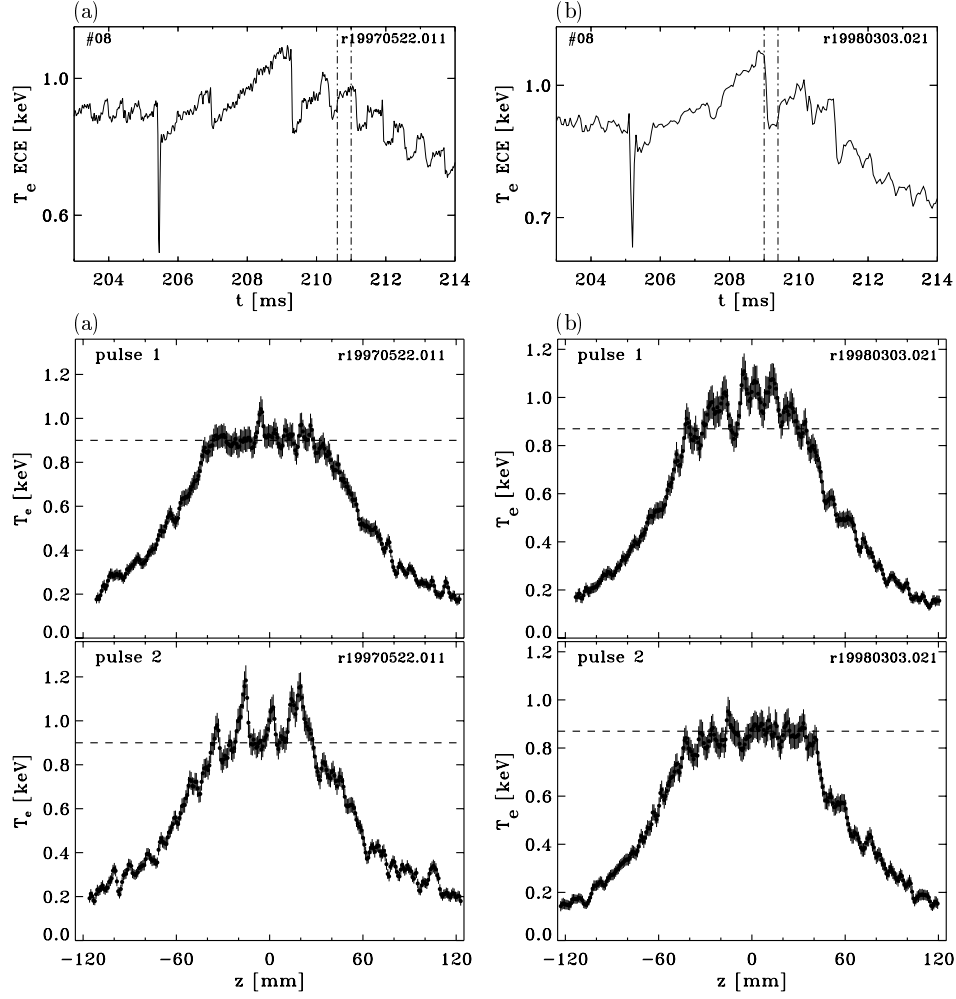 (a)
#08
r19970522.011
T_e ECE [keV]
1.0
0.6
204 206 208 210 212 214
t [ms]
(b)
#08
r19980303.021
T_e ECE [keV]
1.0
0.7
204 206 208 210 212 214
t [ms]
(a)
pulse 1
r19970522.011
T_e [keV]
1.2
1.0
0.8
0.6
0.4
0.2
0.0
pulse 2
r19970522.011
T_e [keV]
1.2
1.0
0.8
0.6
0.4
0.2
0.0
−120 −60 0 60 120
z [mm]
(b)
pulse 1
r19980303.021
T_e [keV]
1.2
1.0
0.8
0.6
0.4
0.2
0.0
pulse 2
r19980303.021
T_e [keV]
1.2
1.0
0.8
0.6
0.4
0.2
0.0
−120 −60 0 60 120
z [mm]